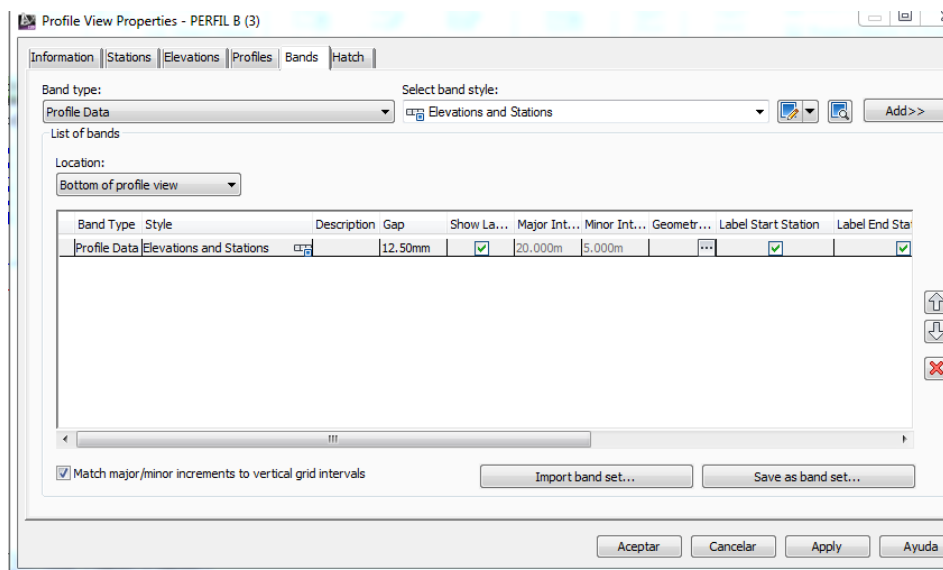 Profile View Properties - PERFIL B (3)
Information Stations Elevations Profiles Bands Hatch
Band type: Select band style:
Profile Data Elevations and Stations Add>>
List of bands
Location:
Bottom of profile view
Band Type Style Description Gap Show La... Major Int... Minor Int... Geometr... Label Start Station Label End Sta
Profile Data Elevations and Stations 12.50mm 20.000m 5.000m ...
Match major/minor increments to vertical grid intervals Import band set... Save as band set...
Aceptar Cancelar Apply Ayuda